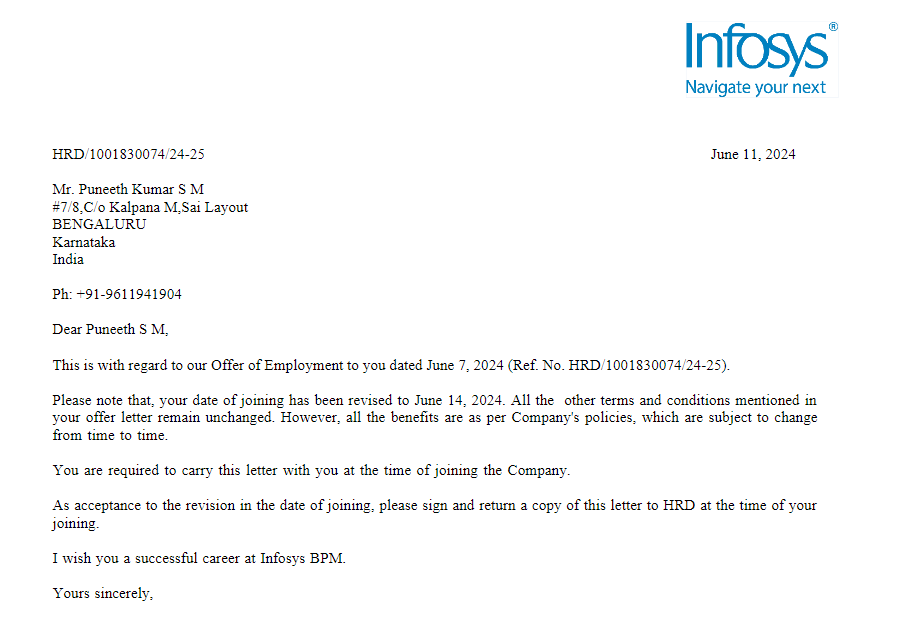 Infosys®
Navigate your next
HRD/1001830074/24-25 June 11, 2024
Mr. Puneeth Kumar S M
#7/8,C/o Kalpana M,Sai Layout
BENGALURU
Karnataka
India
Ph: +91-9611941904
Dear Puneeth S M,
This is with regard to our Offer of Employment to you dated June 7, 2024 (Ref. No. HRD/1001830074/24-25).
Please note that, your date of joining has been revised to June 14, 2024. All the other terms and conditions mentioned in
your offer letter remain unchanged. However, all the benefits are as per Company's policies, which are subject to change
from time to time.
You are required to carry this letter with you at the time of joining the Company.
As acceptance to the revision in the date of joining, please sign and return a copy of this letter to HRD at the time of your
joining.
I wish you a successful career at Infosys BPM.
Yours sincerely,